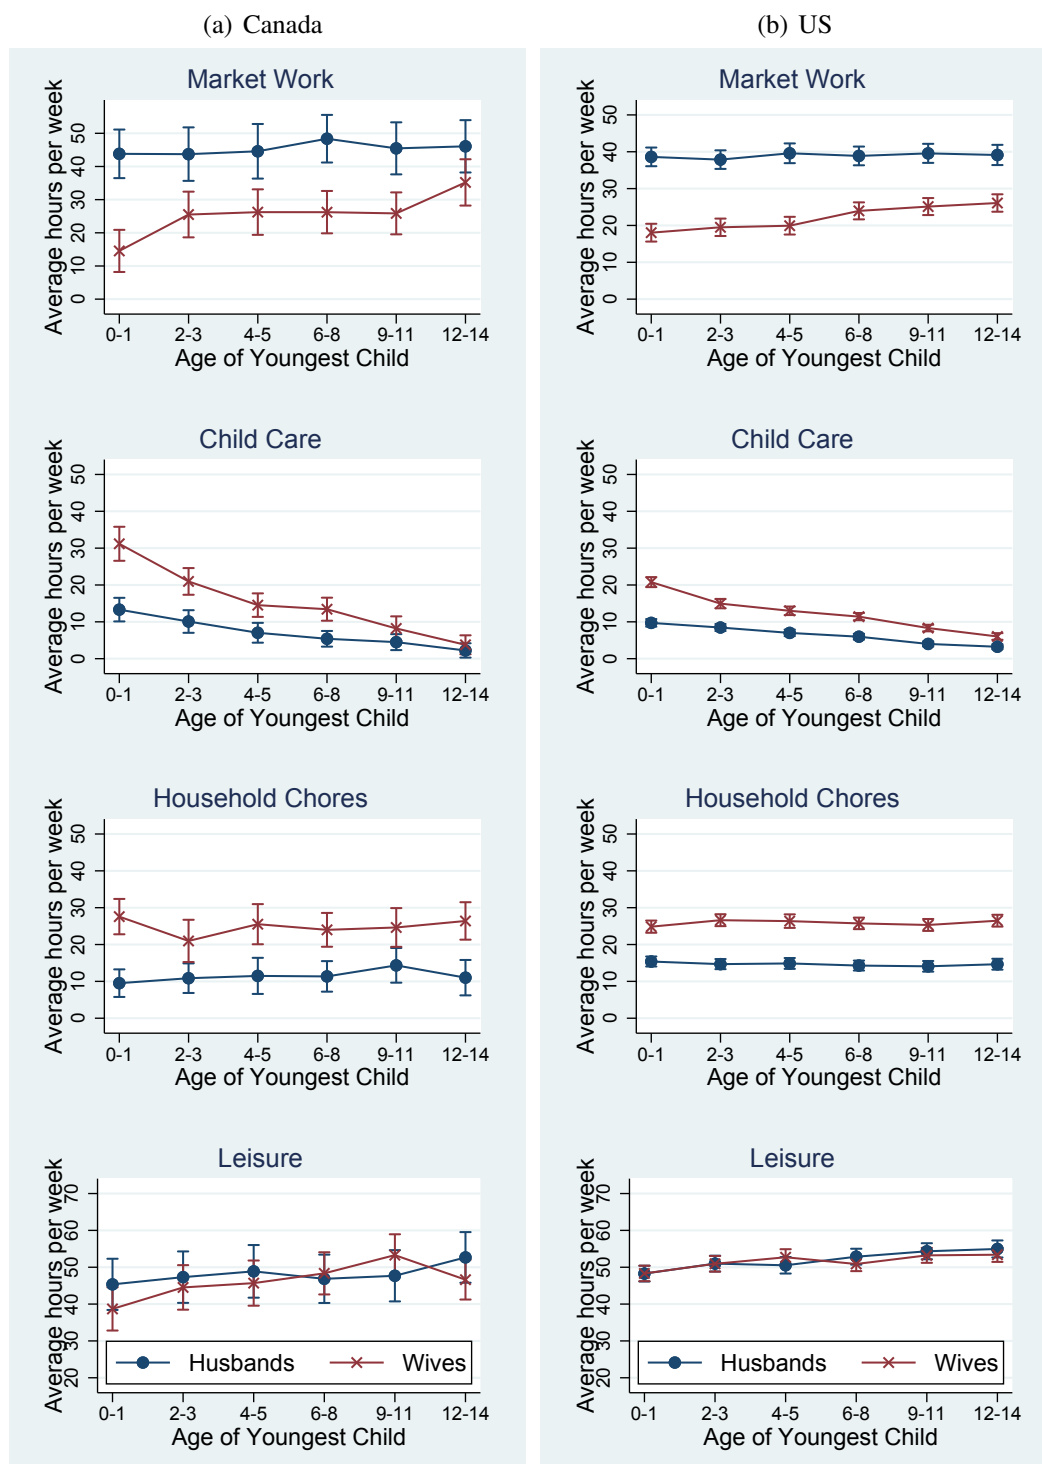 (a) Canada
Market Work
Average hours per week
0 10 20 30 40 50
0-1 2-3 4-5 6-8 9-11 12-14
Age of Youngest Child
Child Care
Average hours per week
0 10 20 30 40 50
0-1 2-3 4-5 6-8 9-11 12-14
Age of Youngest Child
Household Chores
Average hours per week
0 10 20 30 40 50
0-1 2-3 4-5 6-8 9-11 12-14
Age of Youngest Child
Leisure
Average hours per week
20 30 40 50 60 70
Husbands Wives
0-1 2-3 4-5 6-8 9-11 12-14
Age of Youngest Child
(b) US
Market Work
Average hours per week
0 10 20 30 40 50
0-1 2-3 4-5 6-8 9-11 12-14
Age of Youngest Child
Child Care
Average hours per week
0 10 20 30 40 50
0-1 2-3 4-5 6-8 9-11 12-14
Age of Youngest Child
Household Chores
Average hours per week
0 10 20 30 40 50
0-1 2-3 4-5 6-8 9-11 12-14
Age of Youngest Child
Leisure
Average hours per week
20 30 40 50 60 70
Husbands Wives
0-1 2-3 4-5 6-8 9-11 12-14
Age of Youngest Child